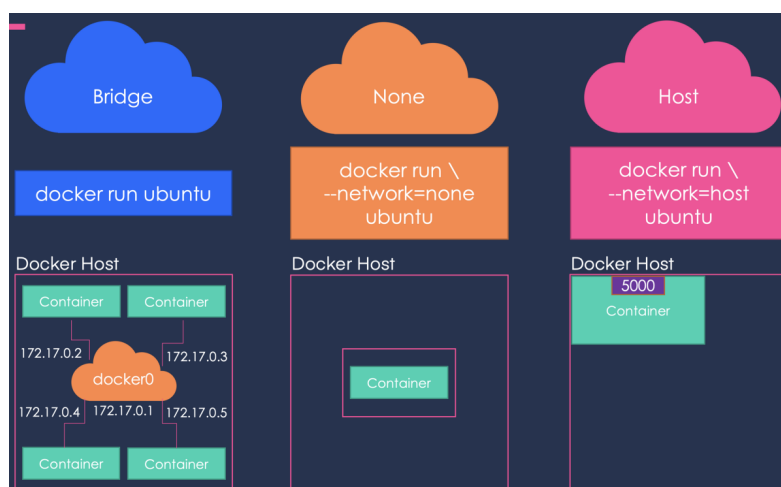 Bridge
None
Host
docker run ubuntu
docker run \
--network=none
ubuntu
docker run \
--network=host
ubuntu
Docker Host
Container
Container
172.17.0.2
172.17.0.3
docker0
172.17.0.4
172.17.0.1
172.17.0.5
Container
Container
Docker Host
Container
Docker Host
5000
Container